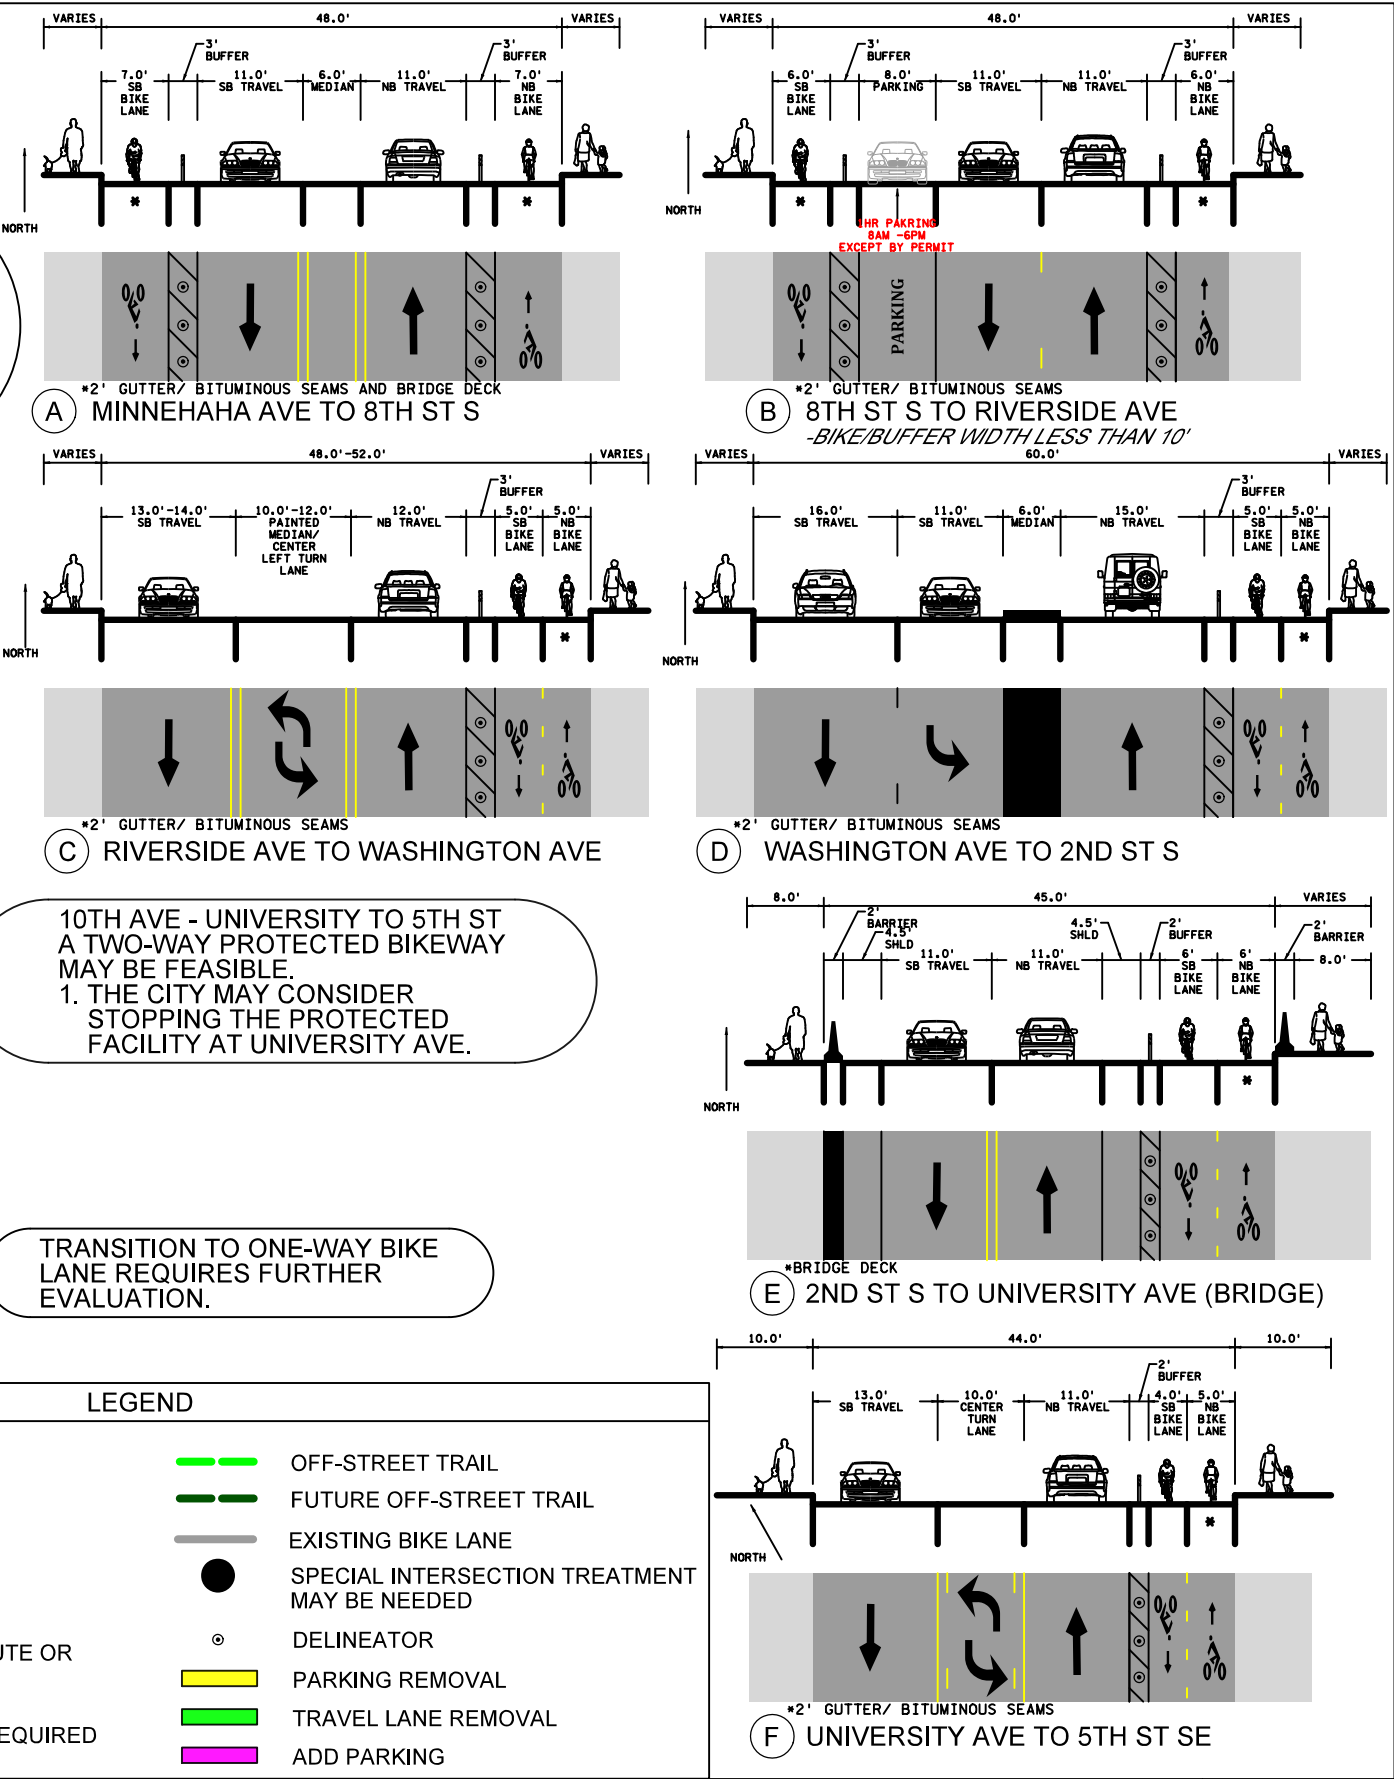 VARIES 48.0' VARIES
3' BUFFER 3' BUFFER
7.0' SB BIKE LANE 11.0' SB TRAVEL 6.0' MEDIAN 11.0' NB TRAVEL 7.0' NB BIKE LANE
NORTH
* *
*2' GUTTER/ BITUMINOUS SEAMS AND BRIDGE DECK
A MINNEHAHA AVE TO 8TH ST S
VARIES 48.0' VARIES
3' BUFFER 3' BUFFER
6.0' SB BIKE LANE 8.0' PARKING 11.0' SB TRAVEL 11.0' NB TRAVEL 6.0' NB BIKE LANE
NORTH
* *
1HR PAKRING
8AM -6PM
EXCEPT BY PERMIT
PARKING
*2' GUTTER/ BITUMINOUS SEAMS
B 8TH ST S TO RIVERSIDE AVE
-BIKE/BUFFER WIDTH LESS THAN 10'
VARIES 48.0'-52.0' VARIES
3' BUFFER
13.0'-14.0' SB TRAVEL 10.0'-12.0' PAINTED MEDIAN/ CENTER LEFT TURN LANE 12.0' NB TRAVEL 5.0' SB BIKE LANE 5.0' NB BIKE LANE
NORTH
*
*2' GUTTER/ BITUMINOUS SEAMS
C RIVERSIDE AVE TO WASHINGTON AVE
VARIES 60.0' VARIES
3' BUFFER
16.0' SB TRAVEL 11.0' SB TRAVEL 6.0' MEDIAN 15.0' NB TRAVEL 5.0' SB BIKE LANE 5.0' NB BIKE LANE
NORTH
*
*2' GUTTER/ BITUMINOUS SEAMS
D WASHINGTON AVE TO 2ND ST S
10TH AVE - UNIVERSITY TO 5TH ST
A TWO-WAY PROTECTED BIKEWAY
MAY BE FEASIBLE.
1. THE CITY MAY CONSIDER
STOPPING THE PROTECTED
FACILITY AT UNIVERSITY AVE.
8.0' 45.0' VARIES
2' BARRIER 4.5' SHLD 4.5' SHLD 2' BUFFER 2' BARRIER
11.0' SB TRAVEL 11.0' NB TRAVEL 6' SB BIKE LANE 6' NB BIKE LANE 8.0'
NORTH
*
*BRIDGE DECK
E 2ND ST S TO UNIVERSITY AVE (BRIDGE)
TRANSITION TO ONE-WAY BIKE
LANE REQUIRES FURTHER
EVALUATION.
10.0' 44.0' 10.0'
2' BUFFER
13.0' SB TRAVEL 10.0' CENTER TURN LANE 11.0' NB TRAVEL 4.0' SB BIKE LANE 5.0' NB BIKE LANE
NORTH
*
*2' GUTTER/ BITUMINOUS SEAMS
F UNIVERSITY AVE TO 5TH ST SE
LEGEND
OFF-STREET TRAIL
FUTURE OFF-STREET TRAIL
EXISTING BIKE LANE
SPECIAL INTERSECTION TREATMENT
MAY BE NEEDED
DELINEATOR
UTE OR
PARKING REMOVAL
TRAVEL LANE REMOVAL
EQUIRED
ADD PARKING